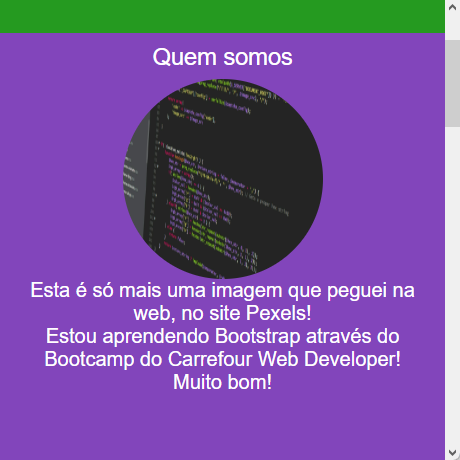 Quem somos
Esta é só mais uma imagem que peguei na
web, no site Pexels!
Estou aprendendo Bootstrap através do
Bootcamp do Carrefour Web Developer!
Muito bom!